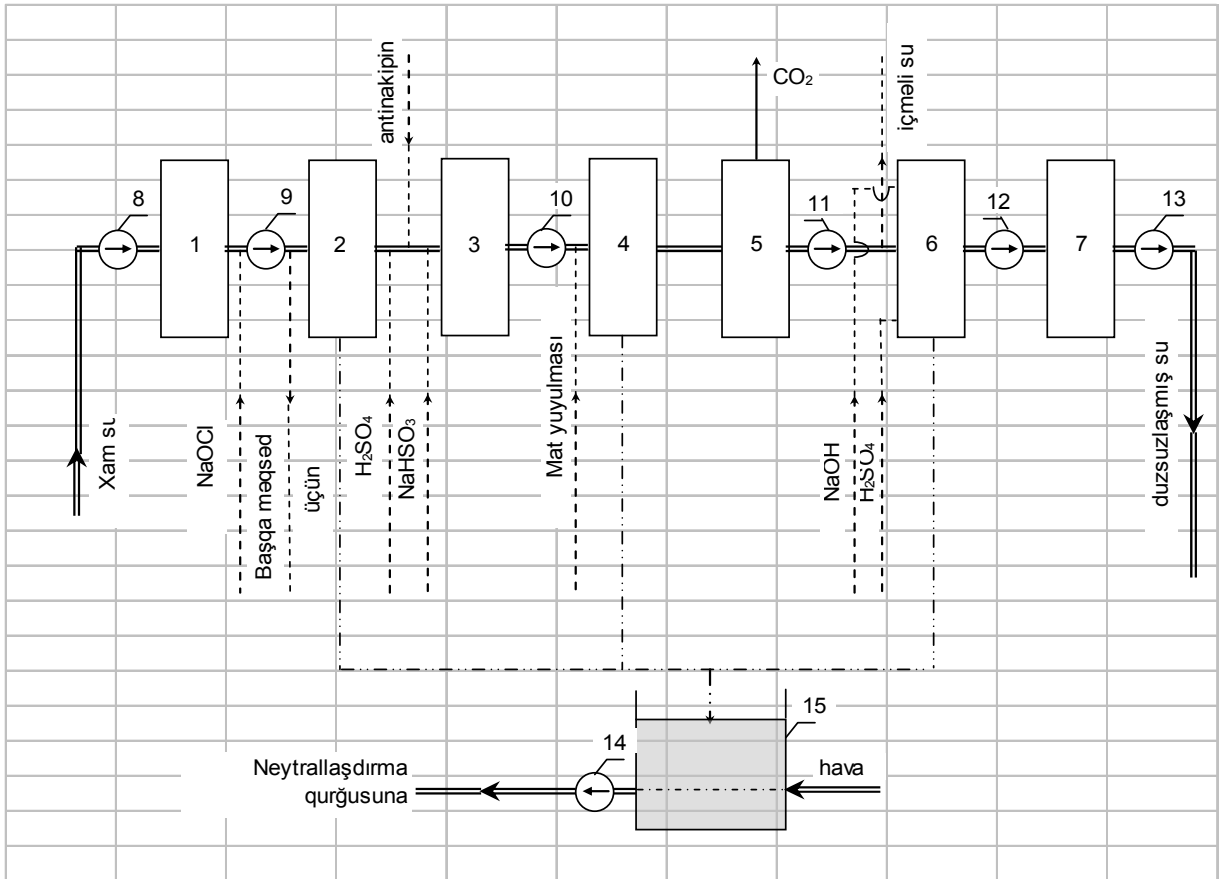 antinakipin
CO₂
içməli su
8
9
10
11
12
13
1
2
3
4
5
6
7
Xam su
NaOCl
Başqa məqsəd
üçün
H₂SO₄
NaHSO₃
Mat yuyulması
NaOH
H₂SO₄
duzsuzlaşmış su
15
14
Neytrallaşdırma
qurğusuna
hava